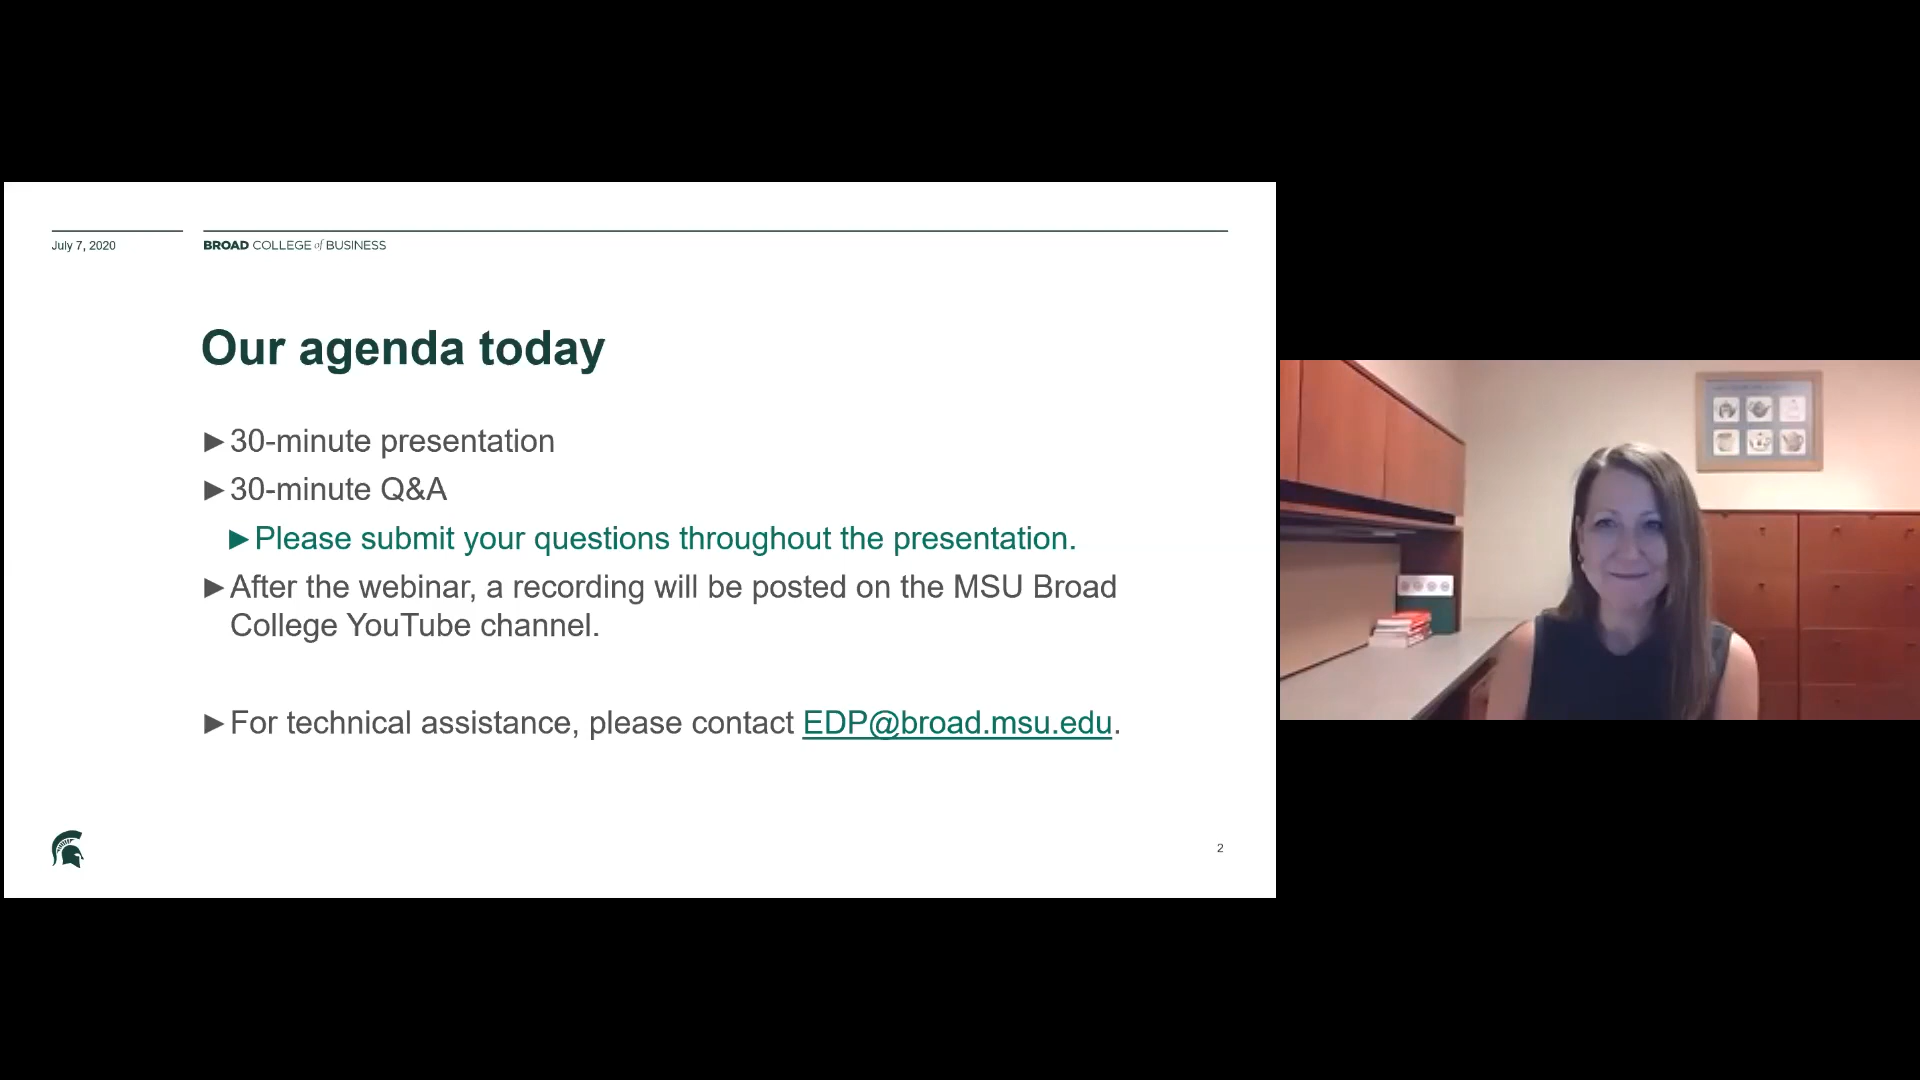 July 7, 2020
BROAD COLLEGE of BUSINESS
Our agenda today
►30-minute presentation
►30-minute Q&A
►Please submit your questions throughout the presentation.
►After the webinar, a recording will be posted on the MSU Broad
College YouTube channel.
►For technical assistance, please contact EDP@broad.msu.edu.
2